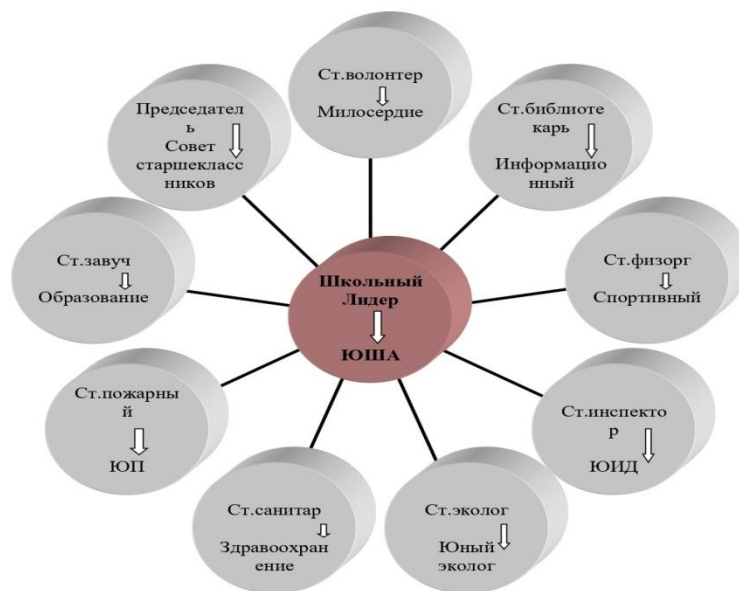 Ст.волонтер
Милосердие
Председател
ь
Совет
старшекласс
ников
Ст.библиоте
карь
Информацио
нный
Ст.завуч
Образование
Школьный
Лидер
ЮША
Ст.физорг
Спортивный
Ст.пожарны
й
ЮП
Ст.инспекто
р
ЮИД
Ст.санитар
Здравоохран
ение
Ст.эколог
Юный
эколог